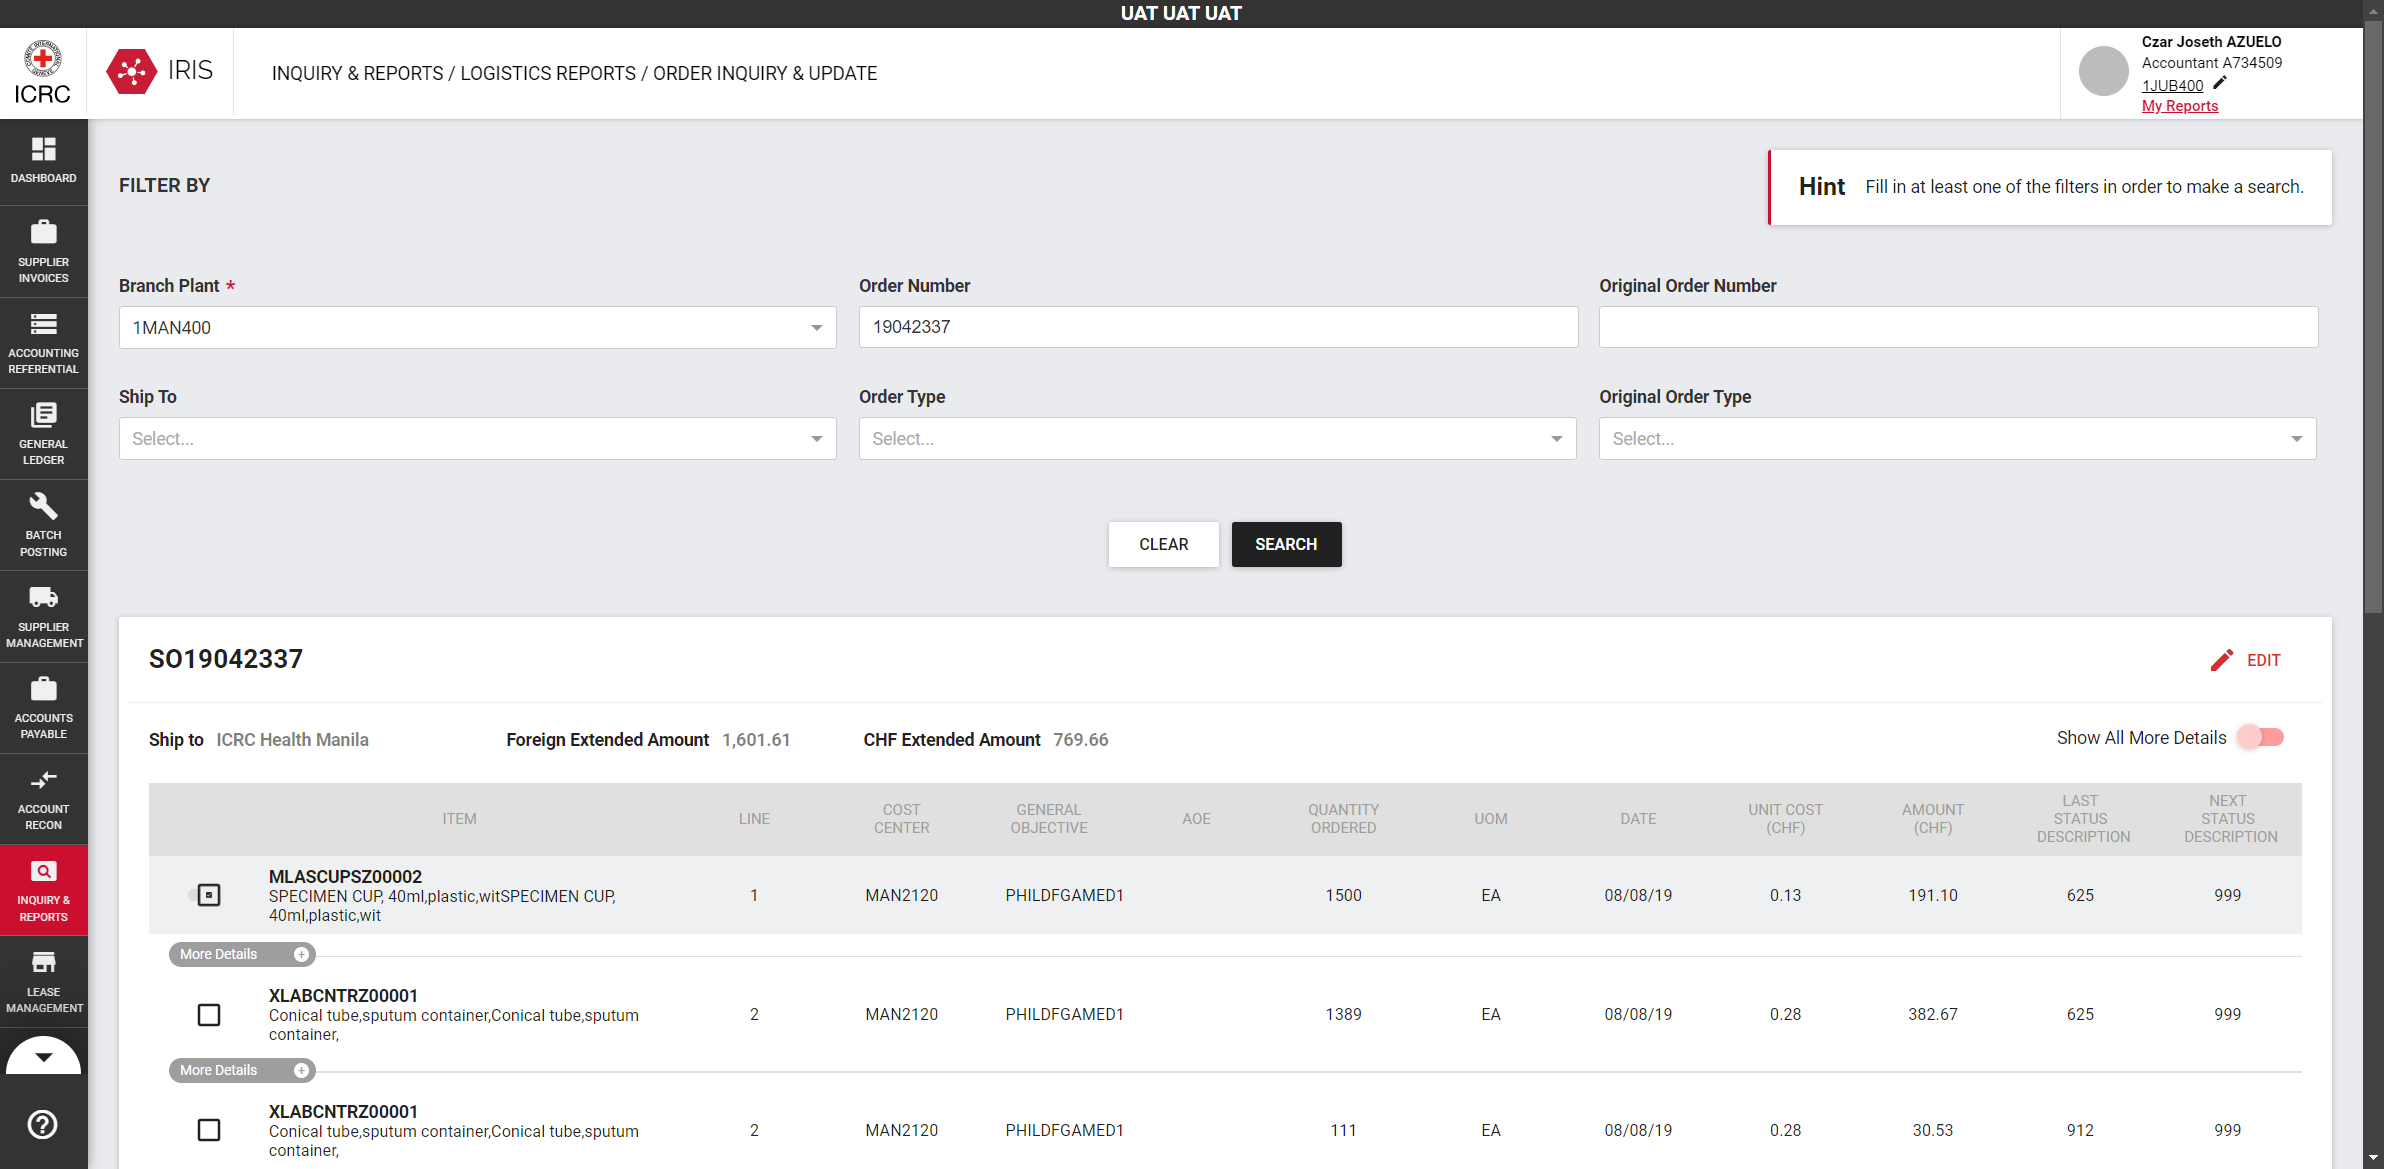 UAT UAT UAT
ICRC
IRIS
INQUIRY & REPORTS / LOGISTICS REPORTS / ORDER INQUIRY & UPDATE
Czar Joseth AZUELO
Accountant A734509
1JUB400
My Reports
DASHBOARD
SUPPLIER
INVOICES
ACCOUNTING
REFERENTIAL
GENERAL
LEDGER
BATCH
POSTING
SUPPLIER
MANAGEMENT
ACCOUNTS
PAYABLE
ACCOUNT
RECON
INQUIRY &
REPORTS
LEASE
MANAGEMENT
FILTER BY
Hint Fill in at least one of the filters in order to make a search.
Branch Plant * Order Number Original Order Number
1MAN400 19042337
Ship To Order Type Original Order Type
Select... Select... Select...
CLEAR SEARCH
SO19042337 EDIT
Ship to ICRC Health Manila Foreign Extended Amount 1,601.61 CHF Extended Amount 769.66 Show All More Details
ITEM LINE COST CENTER GENERAL OBJECTIVE AOE QUANTITY ORDERED UOM DATE UNIT COST (CHF) AMOUNT (CHF) LAST STATUS DESCRIPTION NEXT STATUS DESCRIPTION
MLASCUPSZ00002
SPECIMEN CUP, 40ml,plastic,witSPECIMEN CUP, 1 MAN2120 PHILDFGAMED1 1500 EA 08/08/19 0.13 191.10 625 999
40ml,plastic,wit
More Details
XLABCNTRZ00001
Conical tube,sputum container,Conical tube,sputum 2 MAN2120 PHILDFGAMED1 1389 EA 08/08/19 0.28 382.67 625 999
container,
More Details
XLABCNTRZ00001
Conical tube,sputum container,Conical tube,sputum 2 MAN2120 PHILDFGAMED1 111 EA 08/08/19 0.28 30.53 912 999
container,